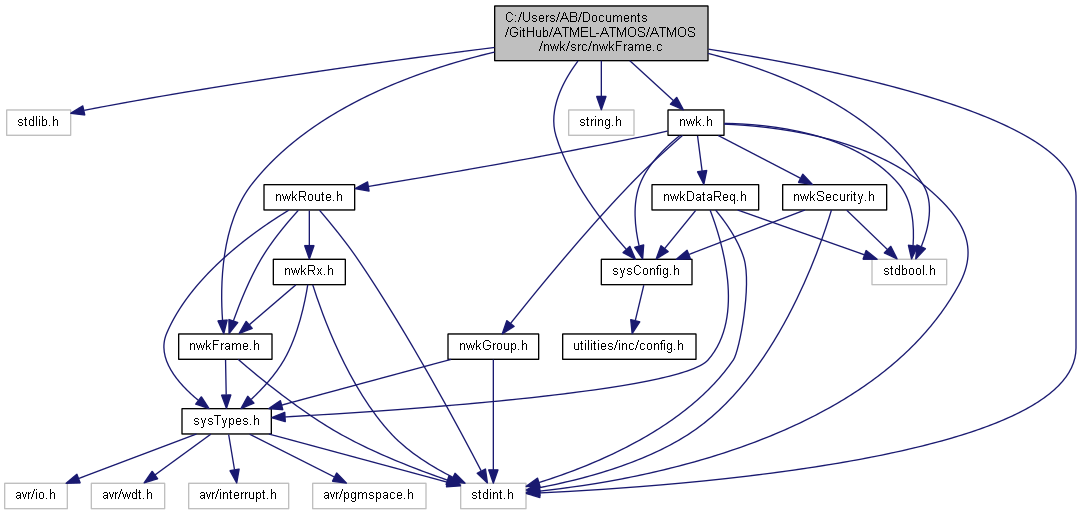 C:/Users/AB/Documents
/GitHub/ATMEL-ATMOS/ATMOS
/nwk/src/nwkFrame.c
stdlib.h
string.h
nwk.h
nwkRoute.h
nwkDataReq.h
nwkSecurity.h
nwkRx.h
sysConfig.h
stdbool.h
nwkFrame.h
nwkGroup.h
utilities/inc/config.h
sysTypes.h
avr/io.h
avr/wdt.h
avr/interrupt.h
avr/pgmspace.h
stdint.h